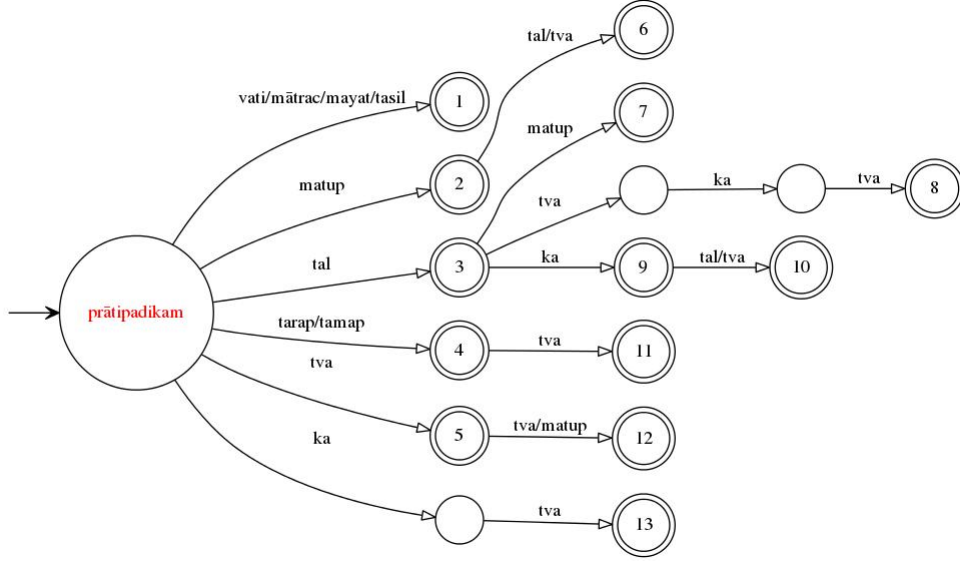 tal/tva
6
vati/mātrac/mayat/tasil
1
matup
7
matup
2
tva
ka
tva
8
tal
3
ka
9
tal/tva
10
prātipadikam
tarap/tamap
4
tva
11
tva
5
tva/matup
12
ka
tva
13